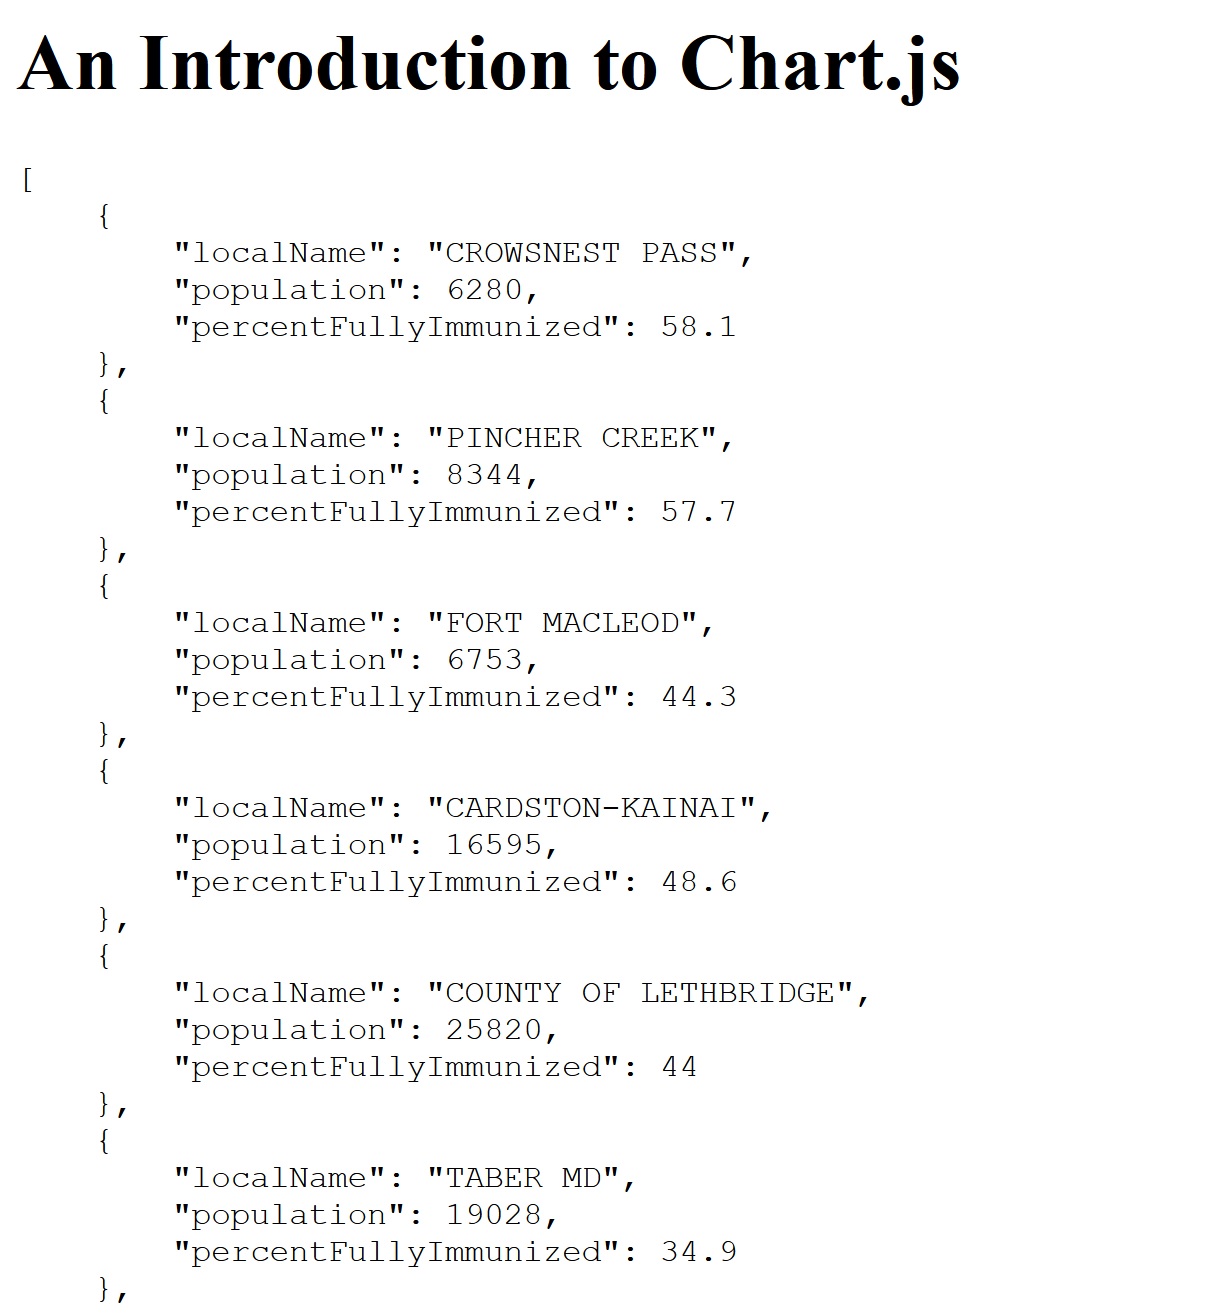 An Introduction to Chart.js
[
    {
        "localName": "CROWSNEST PASS",
        "population": 6280,
        "percentFullyImmunized": 58.1
    },
    {
        "localName": "PINCHER CREEK",
        "population": 8344,
        "percentFullyImmunized": 57.7
    },
    {
        "localName": "FORT MACLEOD",
        "population": 6753,
        "percentFullyImmunized": 44.3
    },
    {
        "localName": "CARDSTON-KAINAI",
        "population": 16595,
        "percentFullyImmunized": 48.6
    },
    {
        "localName": "COUNTY OF LETHBRIDGE",
        "population": 25820,
        "percentFullyImmunized": 44
    },
    {
        "localName": "TABER MD",
        "population": 19028,
        "percentFullyImmunized": 34.9
    },